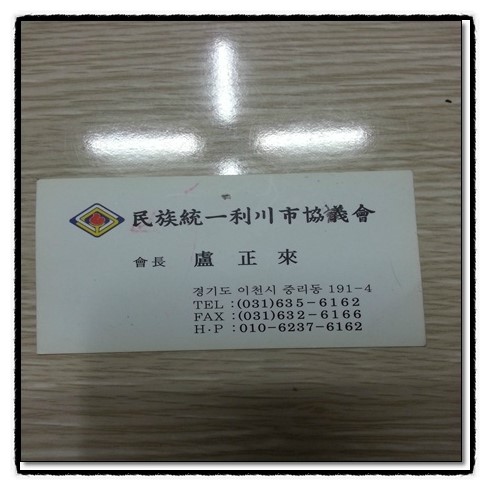 民族統一利川市協議會
會長 盧正來
경기도 이천시 중리동 191-4
TEL : (031)635-6162
FAX : (031)632-6166
H·P : 010-6237-6162